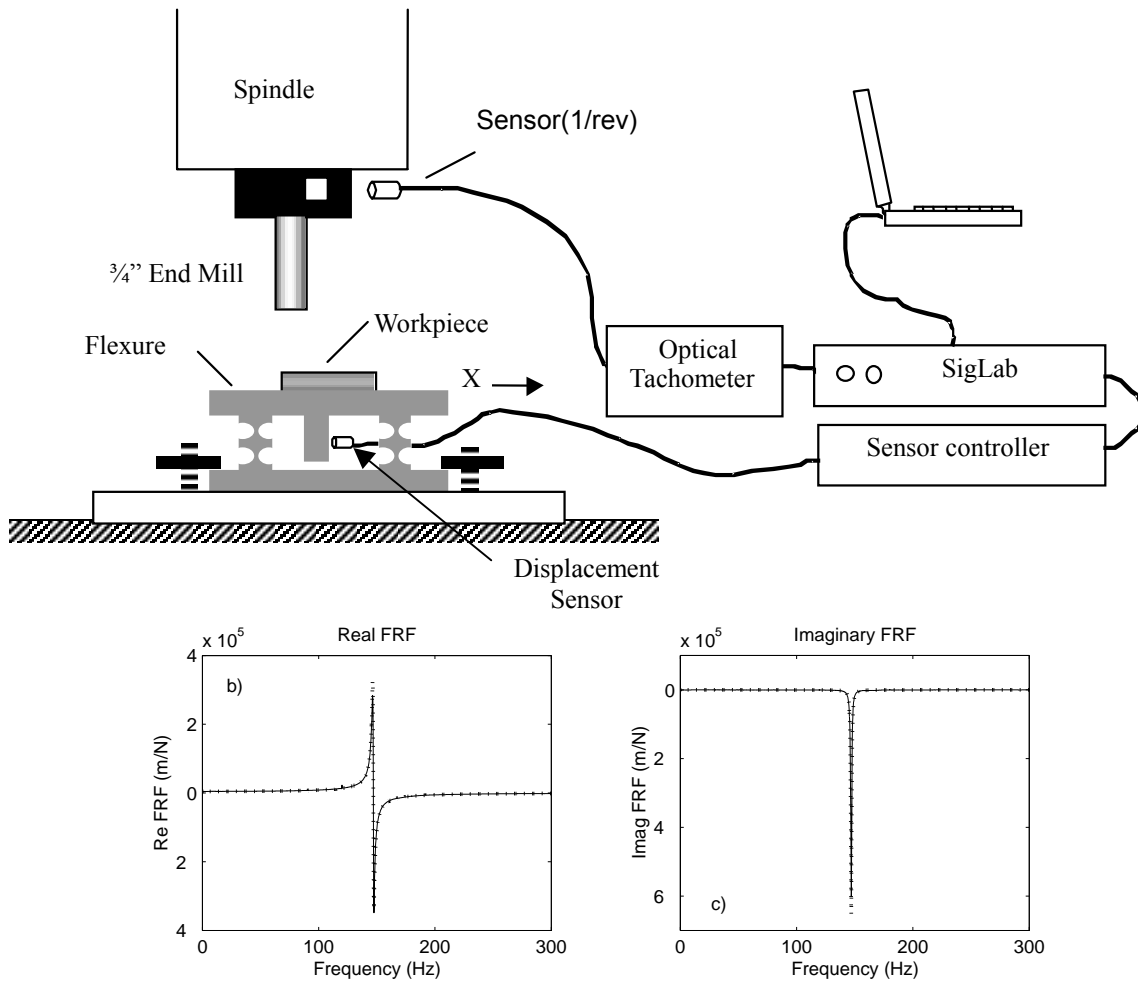 Spindle
Sensor(1/rev)
¾” End Mill
Workpiece
Flexure
X
Optical
Tachometer
SigLab
Sensor controller
Displacement
Sensor
x 10⁵
Real FRF
b)
4
2
0
2
4
Re FRF (m/N)
0
100
200
300
Frequency (Hz)
x 10⁵
Imaginary FRF
c)
0
2
4
6
Imag FRF (m/N)
0
100
200
300
Frequency (Hz)